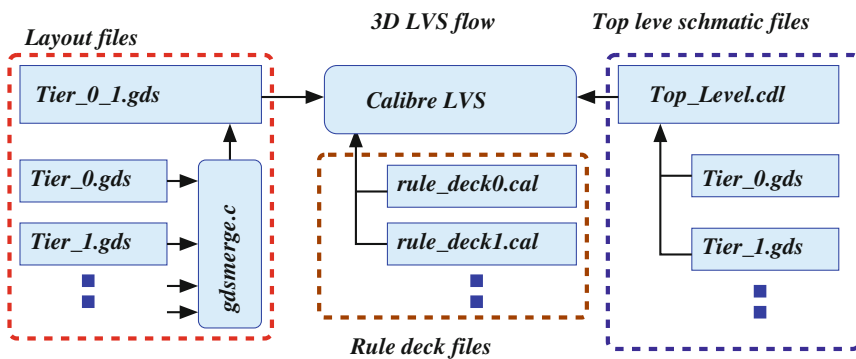 Layout files
3D LVS flow
Top leve schmatic files
Tier_0_1.gds
Calibre LVS
Top_Level.cdl
Tier_0.gds
Tier_1.gds
gdsmerge.c
rule_deck0.cal
rule_deck1.cal
Tier_0.gds
Tier_1.gds
Rule deck files